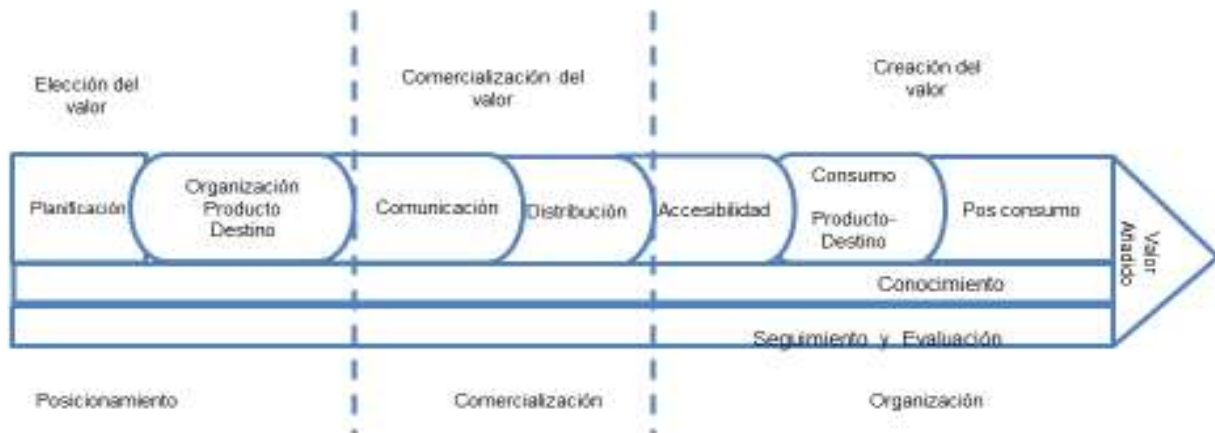 Elección del
valor
Comercialización del
valor
Creación del
valor
Planificación
Organización
Producto
Destino
Comunicación
Distribución
Accesibilidad
Consumo
Producto-
Destino
Pos consumo
Valor
Añadido
Conocimiento
Seguimiento y Evaluación
Posicionamiento
Comercialización
Organización